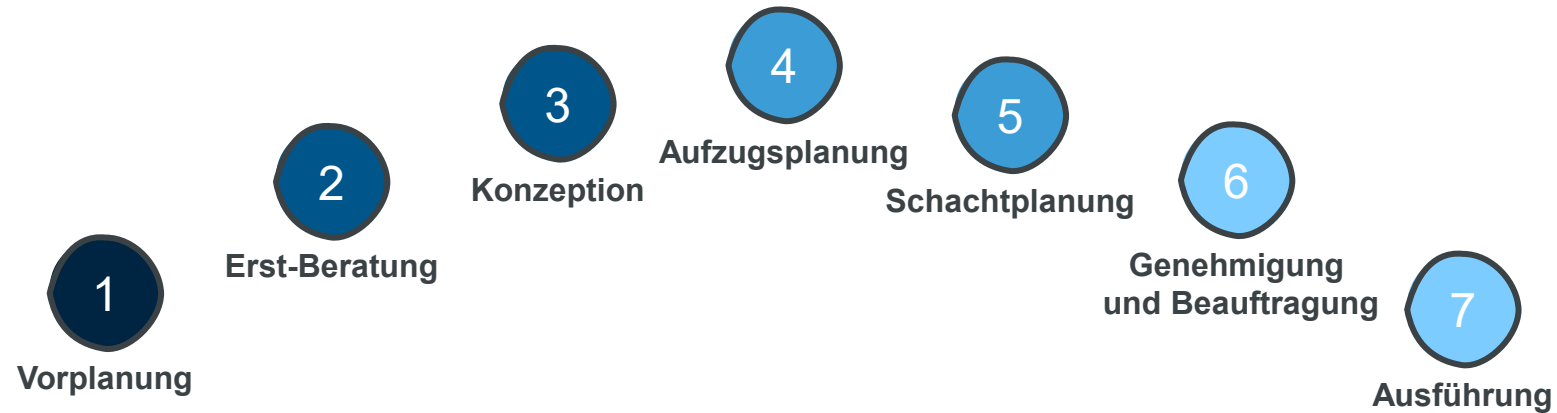 1
Vorplanung
2
Erst-Beratung
3
Konzeption
4
Aufzugsplanung
5
Schachtplanung
6
Genehmigung
und Beauftragung
7
Ausführung